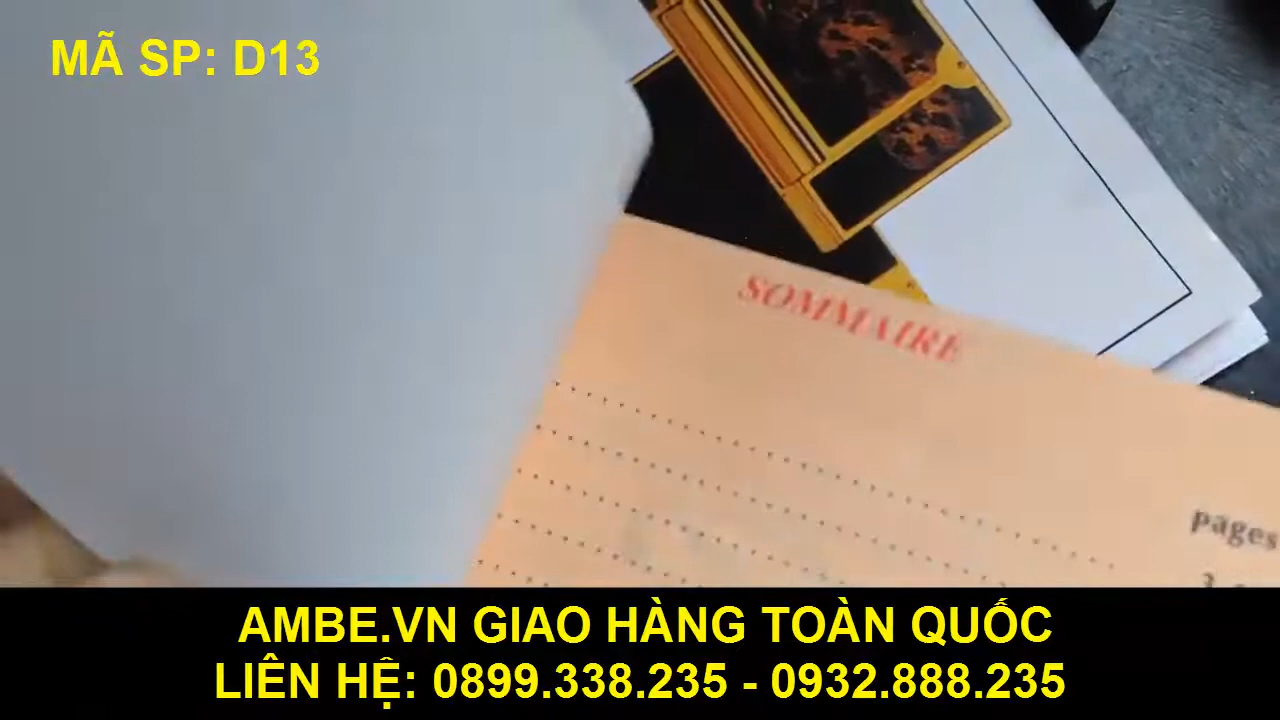 MÃ SP: D13
SOMMAIRE
pages
AMBE.VN GIAO HÀNG TOÀN QUỐC
LIÊN HỆ: 0899.338.235 - 0932.888.235